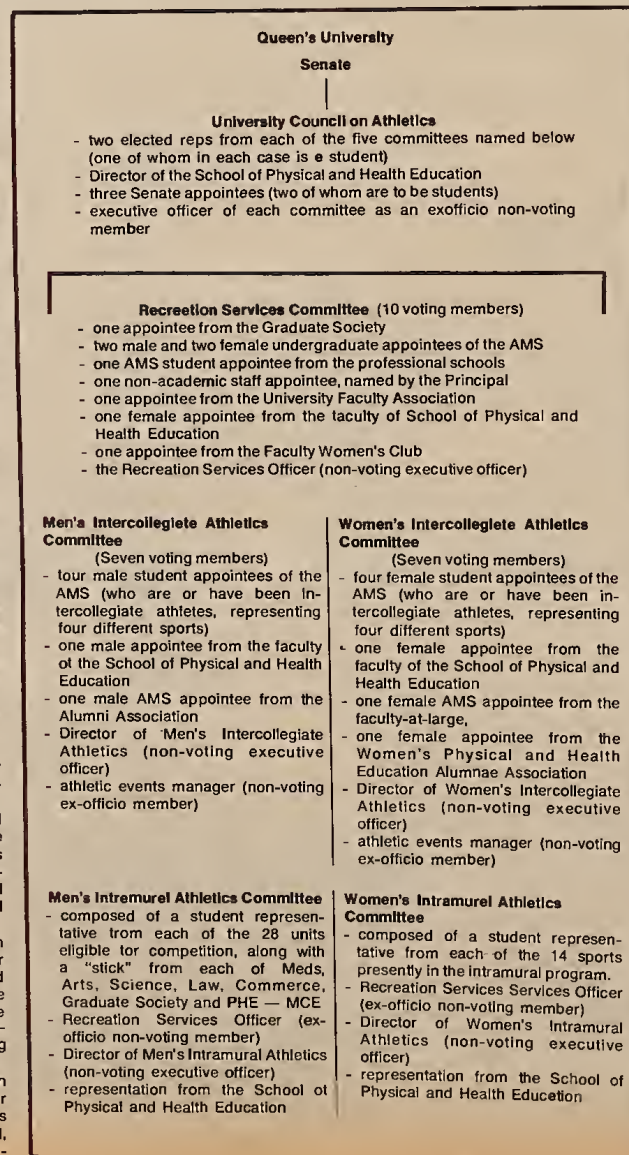 Queen's University
Senate
University Council on Athletics
- two elected reps from each of the five committees named below
(one of whom in each case is e student)
- Director of the School of Physical and Health Education
- three Senate appointees (two of whom are to be students)
- executive officer of each committee as an exofficio non-voting
member
Recreetion Services Committee (10 voting members)
- one appointee from the Graduate Society
- two male and two female undergraduate appointees of the AMS
- one AMS student appointee from the professional schools
- one non-academic staff appointee, named by the Principal
- one appointee from the University Faculty Association
- one female appointee from the faculty of School of Physical and
Health Education
- one appointee from the Faculty Women's Club
- the Recreation Services Officer (non-voting executive officer)
Men's Intercollegiete Athletics
Committee
(Seven voting members)
- four male student appointees of the
AMS (who are or have been in-
tercollegiate athletes, representing
four different sports)
- one male appointee from the faculty
of the School of Physical and Health
Education
- one male AMS appointee from the
Alumni Association
- Director of Men's Intercollegiate
Athletics (non-voting executive
officer)
- athletic events manager (non-voting
ex-officio member)
Women's Intercollegiete Athletics
Committee
(Seven voting members)
- four female student appointees of the
AMS (who are or have been in-
tercollegiate athletes, representing
four different sports)
- one female appointee from the
faculty of the School of Physical and
Health Education
- one female AMS appointee from the
faculty-at-large,
- one female appointee from the
Women's Physical and Health
Education Alumnae Association
- Director of Women's Intercollegiate
Athletics (non-voting executive
officer)
- athletic events manager (non-voting
ex-officio member)
Men's Intremurel Athletics Committee
- composed of a student represen-
tative from each of the 28 units
eligible for competition, along with
a "stick" from each of Meds,
Arts, Science, Law, Commerce,
Graduate Society and PHE — MCE
- Recreation Services Officer (ex-
officio non-voting member)
- Director of Men's Intramural Athletics
(non-voting executive officer)
- representation from the School of
Physical and Health Education
Women's Intramurel Athletics
Committee
- composed of a student represen-
tative from each of the 14 sports
presently in the intramural program.
- Recreation Services Services Officer
(ex-officio non-voting member)
- Director of Women's Intramural
Athletics (non-voting executive
officer)
- representation from the School of
Physical and Health Education